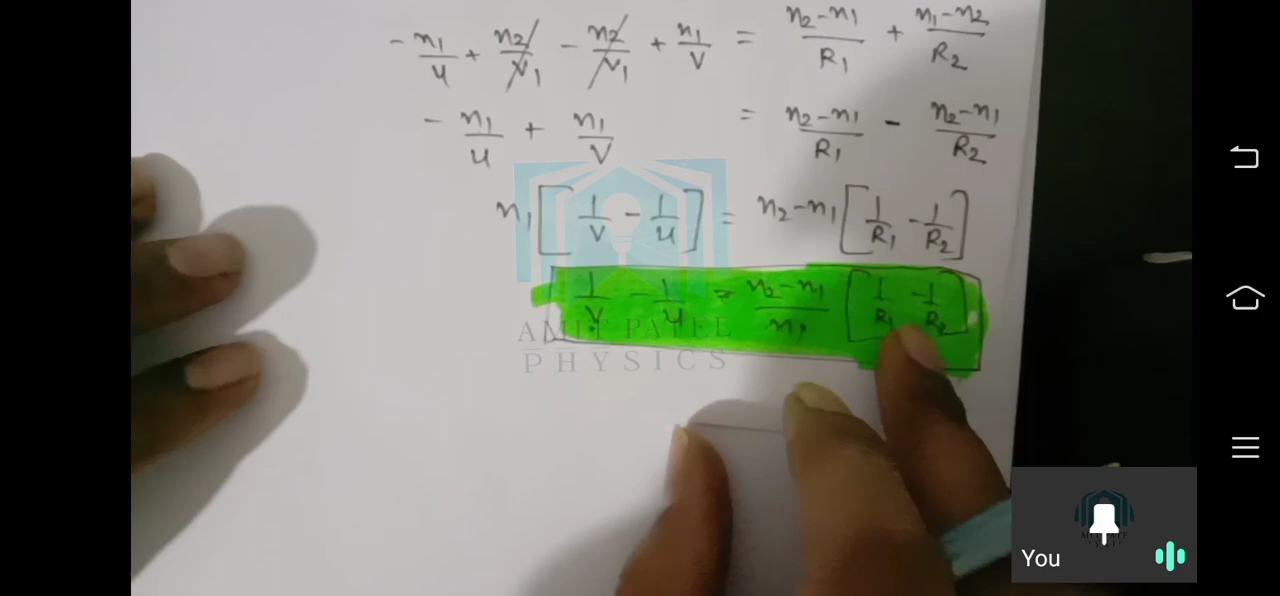 - n1/u + n2/v1 - n2/v1 + n1/v = n2-n1/R1 + n1-n2/R2
- n1/u + n1/v = n2-n1/R1 - n2-n1/R2
n1 [ 1/v - 1/u ] = n2-n1 [ 1/R1 - 1/R2 ]
1/v - 1/u = n2-n1/n1 [ 1/R1 - 1/R2 ]
AMIT PATEL
PHYSICS
You